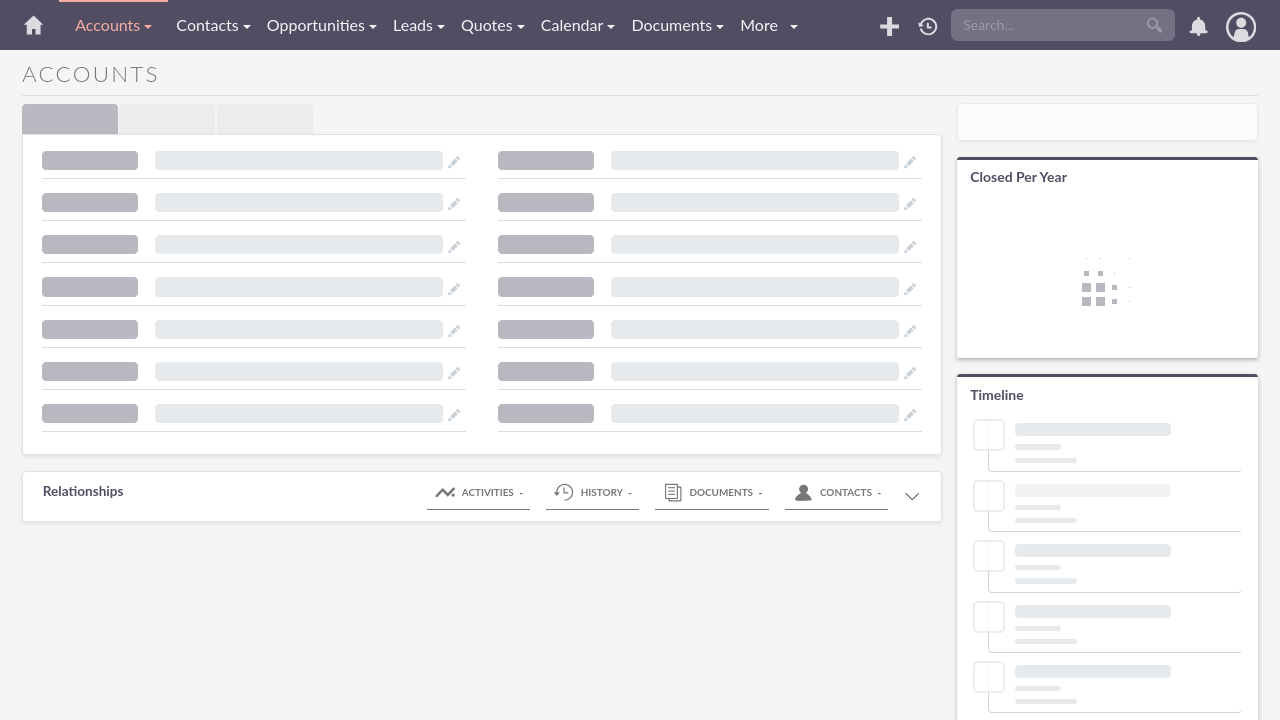 Accounts Contacts Opportunities Leads Quotes Calendar Documents More Search...
ACCOUNTS
Closed Per Year
Timeline
Relationships ACTIVITIES - HISTORY - DOCUMENTS - CONTACTS -